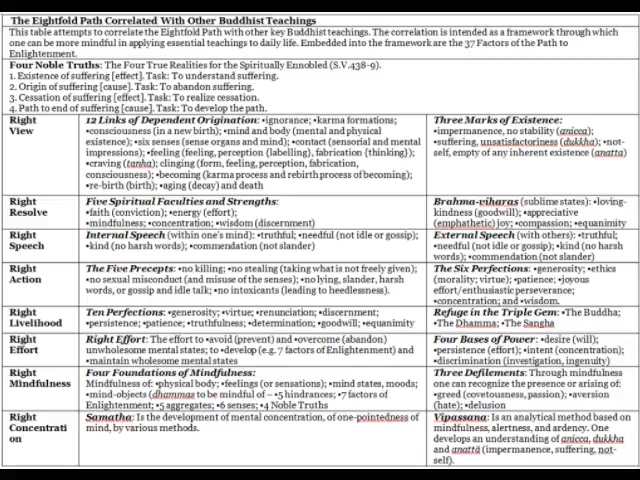 The Eightfold Path Correlated With Other Buddhist Teachings
This table attempts to correlate the Eightfold Path with other key Buddhist teachings. The correlation is intended as a framework through which
one can be more mindful in applying essential teachings to daily life. Embedded into the framework are the 37 Factors of the Path to
Enlightenment.
Four Noble Truths: The Four True Realities for the Spiritually Ennobled (S.V.438-9).
1. Existence of suffering [effect]. Task: To understand suffering.
2. Origin of suffering [cause]. Task: To abandon suffering.
3. Cessation of suffering [effect]. Task: To realize cessation.
4. Path to end of suffering [cause]. Task: To develop the path.
Right
View
12 Links of Dependent Origination: •ignorance; •karma formations;
•consciousness (in a new birth); •mind and body (mental and physical
existence); •six senses (sense organs and mind); •contact (sensorial and mental
impressions); •feeling (feeling, perception {labelling}, fabrication {thinking});
•craving (tanha); clinging (form, feeling, perception, fabrication,
consciousness); •becoming (karma process and rebirth process of becoming);
•re-birth (birth); •aging (decay) and death
Three Marks of Existence:
•impermanence, no stability (anicca);
•suffering, unsatisfactoriness (dukkha); •not-
self, empty of any inherent existence (anatta)
Right
Resolve
Five Spiritual Faculties and Strengths:
•faith (conviction); •energy (effort);
•mindfulness; •concentration; •wisdom (discernment)
Brahma-viharas (sublime states): •loving-
kindness (goodwill); •appreciative
(emphathetic) joy; •compassion; •equanimity
Right
Speech
Internal Speech (within one's mind): •truthful; •needful (not idle or gossip);
•kind (no harsh words); •commendation (not slander)
External Speech (with others): •truthful;
•needful (not idle or gossip); •kind (no harsh
words); •commendation (not slander)
Right
Action
The Five Precepts: •no killing; •no stealing (taking what is not freely given);
•no sexual misconduct (and misuse of the senses); •no lying, slander, harsh
words, or gossip and idle talk; •no intoxicants (leading to heedlessness).
The Six Perfections: •generosity; •ethics
(morality; virtue); •patience; •joyous
effort/enthusiastic perseverance;
•concentration; and •wisdom.
Right
Livelihood
Ten Perfections: •generosity; •virtue; •renunciation; •discernment;
•persistence; •patience; •truthfulness; •determination; •goodwill; •equanimity
Refuge in the Triple Gem: •The Buddha;
•The Dhamma; •The Sangha
Right
Effort
Right Effort: The effort to •avoid (prevent) and •overcome (abandon)
unwholesome mental states; to •develop (e.g. 7 factors of Enlightenment) and
•maintain wholesome mental states
Four Bases of Power: •desire (will);
•persistence (effort); •intent (concentration);
•discrimination (investigation, ingenuity)
Right
Mindfulness
Four Foundations of Mindfulness:
Mindfulness of: •physical body; •feelings (or sensations); •mind states, moods;
•mind-objects (dhammas to be mindful of – •5 hindrances; •7 factors of
Enlightenment; •5 aggregates; •6 senses; •4 Noble Truths
Three Defilements: Through mindfulness
one can recognize the presence or arising of:
•greed (covetousness, passion); •aversion
(hate); •delusion
Right
Concentrati
on
Samatha: Is the development of mental concentration, of one-pointedness of
mind, by various methods.
Vipassana: Is an analytical method based on
mindfulness, alertness, and ardency. One
develops an understanding of anicca, dukkha
and anattā (impermanence, suffering, not-
self).